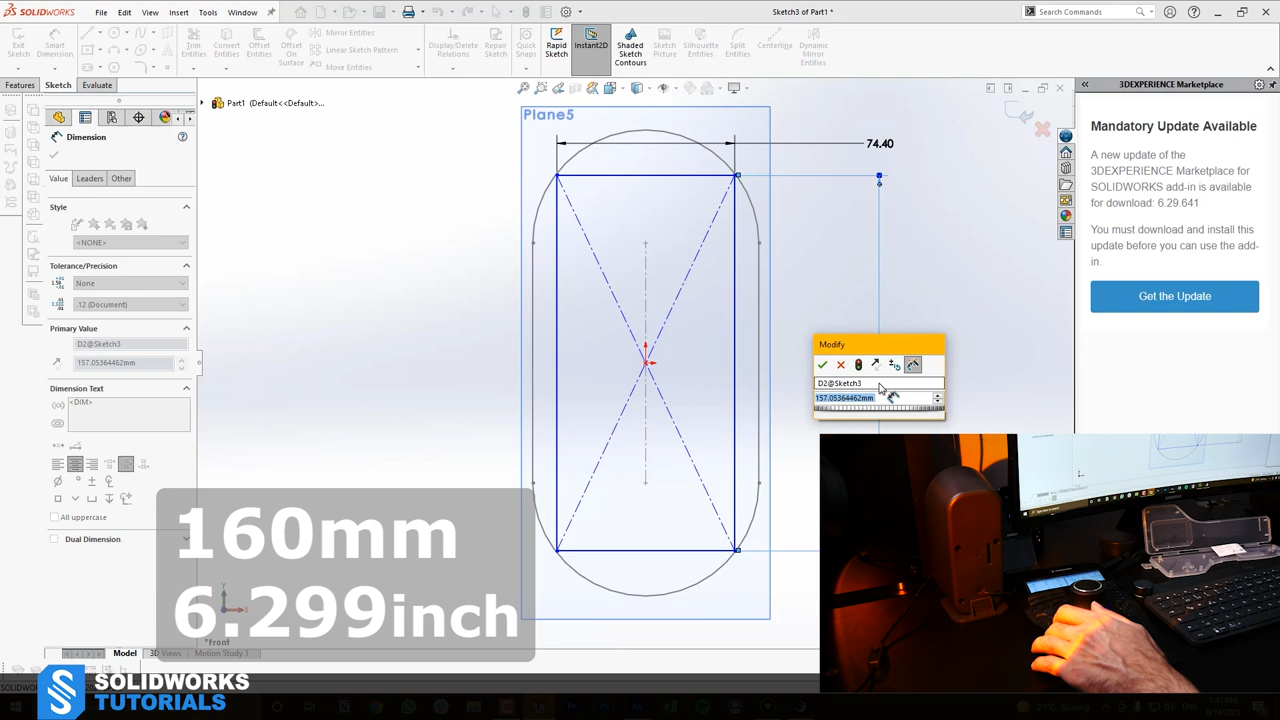 SOLIDWORKS
File Edit View Insert Tools Window
Sketch3 of Part1 *
Search Commands
Exit Sketch
Smart Dimension
Trim Entities
Convert Entities
Offset Entities
Offset On Surface
Mirror Entities
Linear Sketch Pattern
Move Entities
Display/Delete Relations
Repair Sketch
Quick Snaps
Rapid Sketch
Instant2D
Shaded Sketch Contours
Sketch Picture
Silhouette Entities
Split Entities
Centerline
Dynamic Mirror Entities
Features Sketch Evaluate
Part1 (Default<<Default>...
3DEXPERIENCE Marketplace
Mandatory Update Available
A new update of the
3DEXPERIENCE Marketplace for
SOLIDWORKS add-in is available
for download: 6.29.641
You must download and install this
update before you can use the add-
in.
Get the Update
Dimension
Value Leaders Other
Style
<NONE>
Tolerance/Precision
None
.12 (Document)
Primary Value
D2@Sketch3
157.05364462mm
Dimension Text
<DIM>
All uppercase
Dual Dimension
Plane5
74.40
Modify
D2@Sketch3
157.05364462mm
160mm
6.299inch
Y
X
*Front
Model 3D Views Motion Study 1
SOLIDWORKS
TUTORIALS